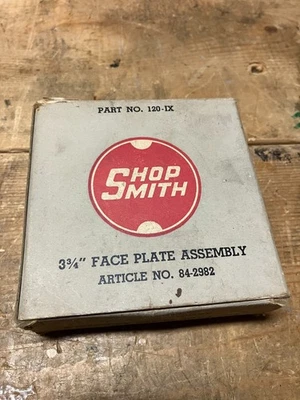 PART NO. 120-IX
SHOP
SMITH
3¾" FACE PLATE ASSEMBLY
ARTICLE NO. 84-2982